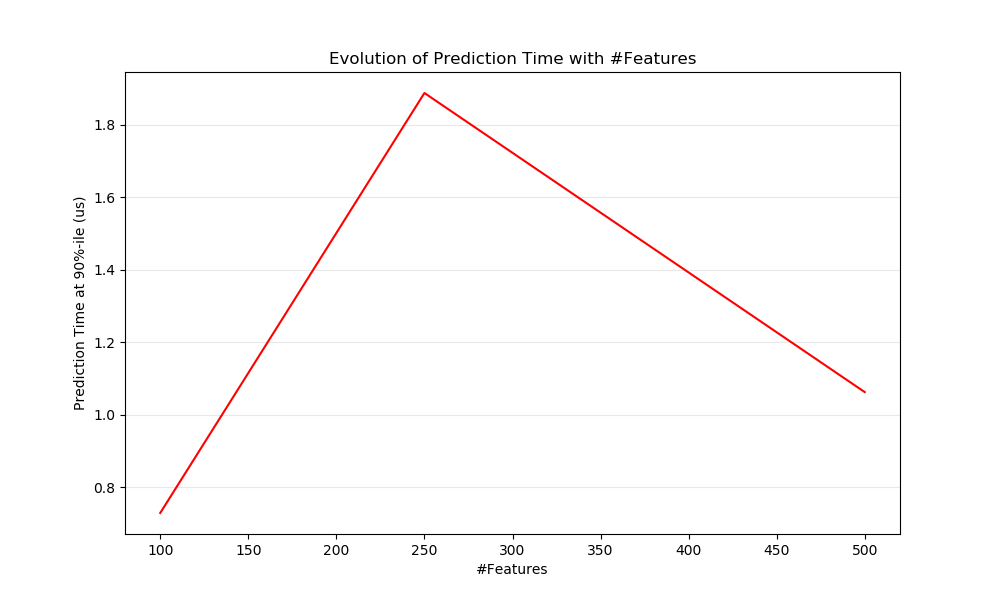 Evolution of Prediction Time with #Features
Prediction Time at 90%-ile (us)
1.8
1.6
1.4
1.2
1.0
0.8
100 150 200 250 300 350 400 450 500
#Features